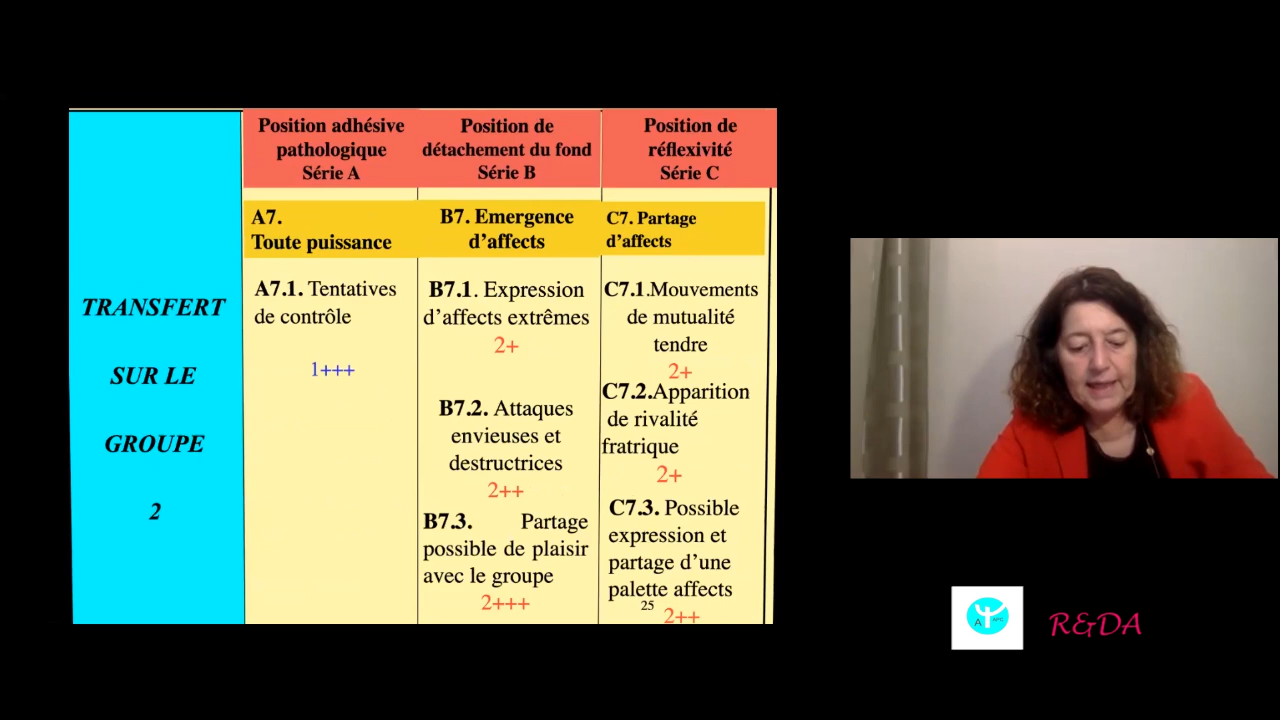 Position adhésive
pathologique
Série A
Position de
détachement du fond
Série B
Position de
réflexivité
Série C
A7.
Toute puissance
B7. Emergence
d'affects
C7. Partage
d'affects
TRANSFERT
SUR LE
GROUPE
2
A7.1. Tentatives
de contrôle
1+++
B7.1. Expression
d'affects extrêmes
2+
B7.2. Attaques
envieuses et
destructrices
2++
B7.3. Partage
possible de plaisir
avec le groupe
2+++
C7.1.Mouvements
de mutualité
tendre
2+
C7.2.Apparition
de rivalité
fratrique
2+
C7.3. Possible
expression et
partage d'une
palette affects
25
2++
A
APG
R&DA